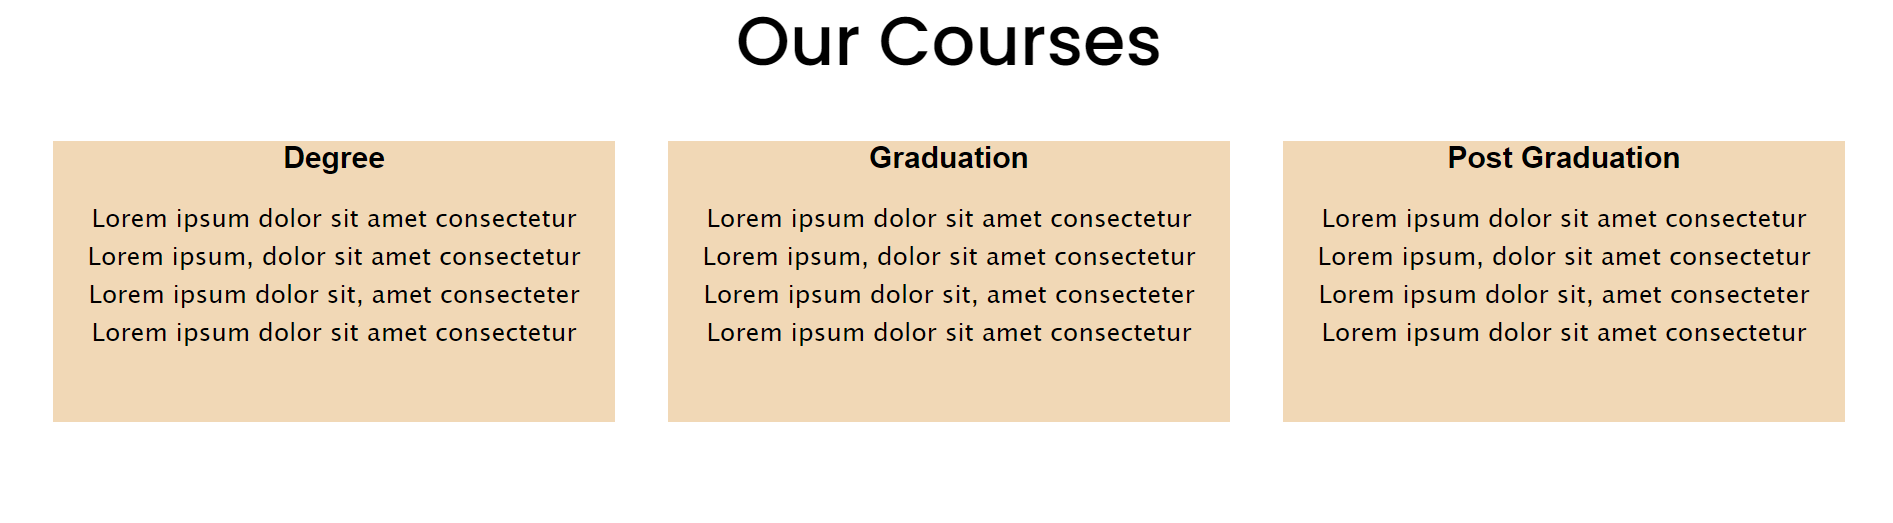 Our Courses
Degree
Lorem ipsum dolor sit amet consectetur
Lorem ipsum, dolor sit amet consectetur
Lorem ipsum dolor sit, amet consecteter
Lorem ipsum dolor sit amet consectetur
Graduation
Lorem ipsum dolor sit amet consectetur
Lorem ipsum, dolor sit amet consectetur
Lorem ipsum dolor sit, amet consecteter
Lorem ipsum dolor sit amet consectetur
Post Graduation
Lorem ipsum dolor sit amet consectetur
Lorem ipsum, dolor sit amet consectetur
Lorem ipsum dolor sit, amet consecteter
Lorem ipsum dolor sit amet consectetur